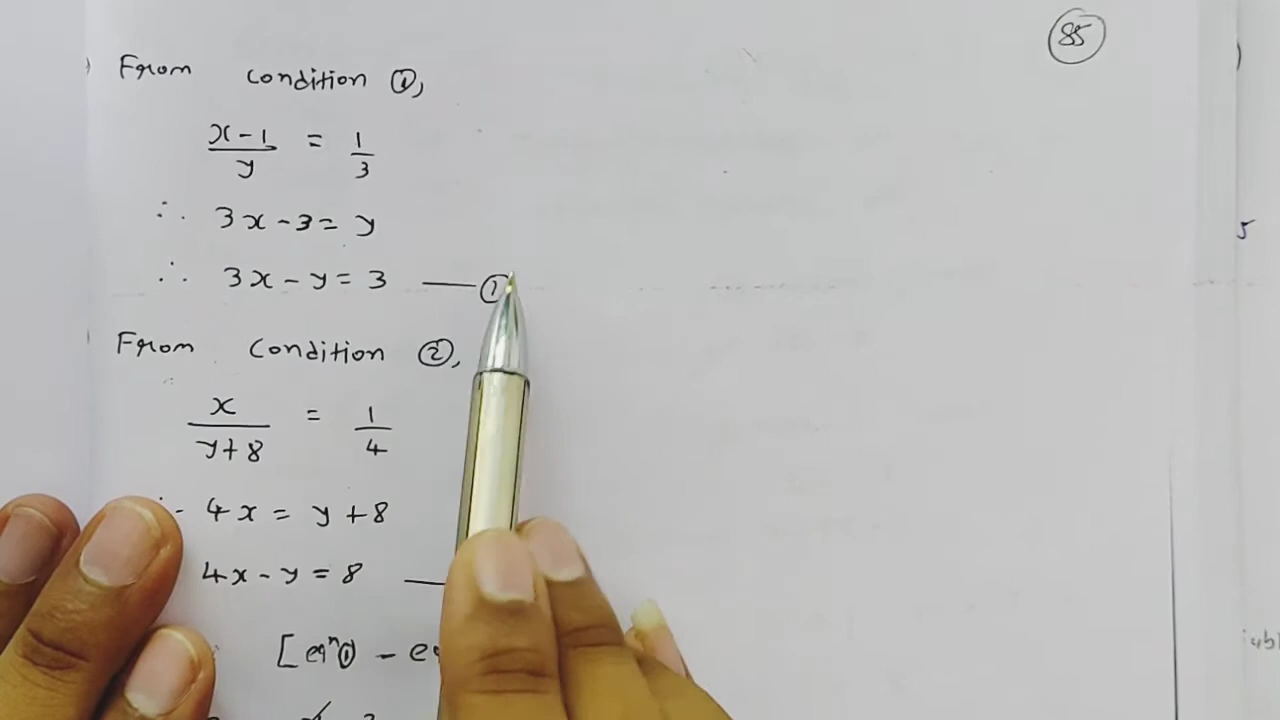 85
From condition ①,
x-1/y = 1/3
∴ 3x-3 = y
∴ 3x-y = 3 —— ①
From condition ②,
x/y+8 = 1/4
4x = y+8
4x-y = 8 ——
[eqⁿ① -
5